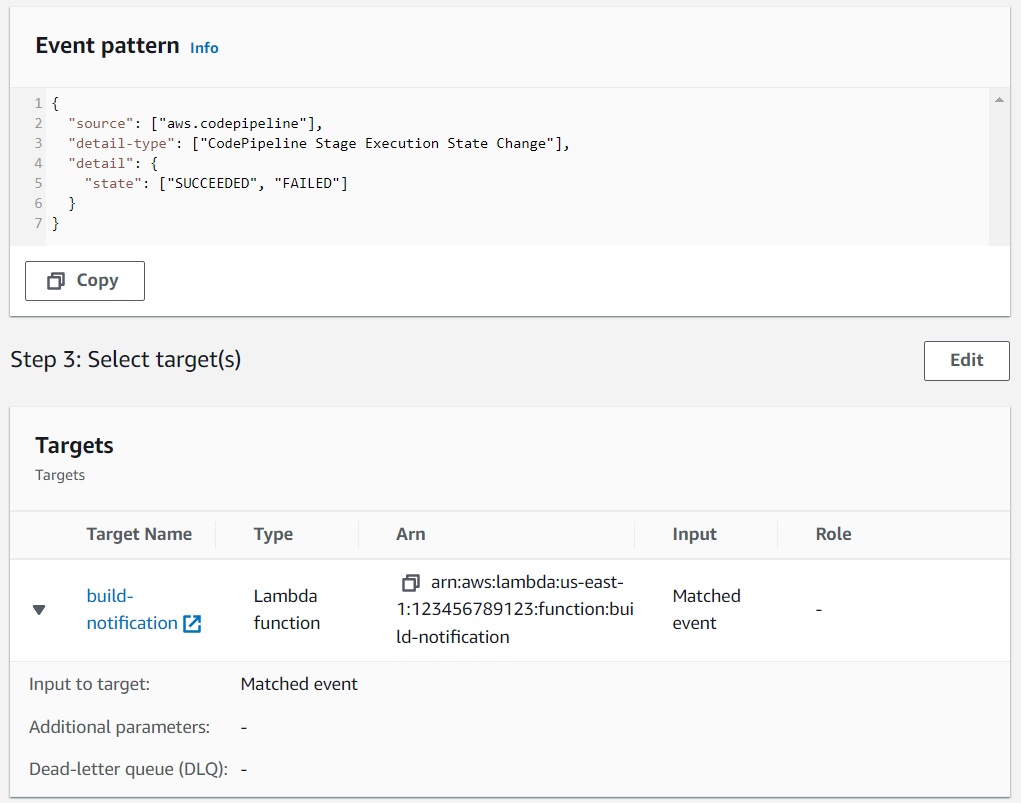 Event pattern Info
1 {
2   "source": ["aws.codepipeline"],
3   "detail-type": ["CodePipeline Stage Execution State Change"],
4   "detail": {
5     "state": ["SUCCEEDED", "FAILED"]
6   }
7 }
Copy
Step 3: Select target(s)
Edit
Targets
Targets
Target Name Type Arn Input Role
build-
notification
Lambda
function
arn:aws:lambda:us-east-
1:123456789123:function:bui
ld-notification
Matched
event
-
Input to target: Matched event
Additional parameters: -
Dead-letter queue (DLQ): -